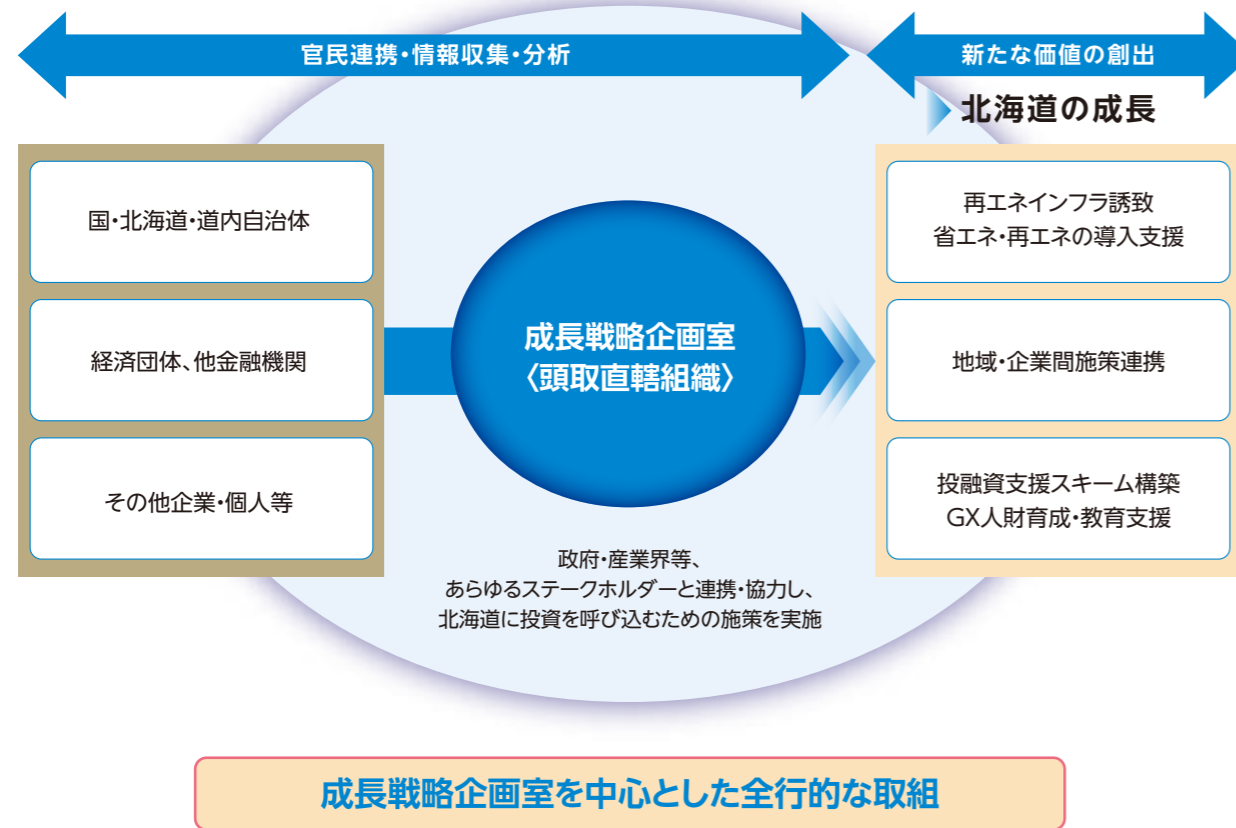 官民連携・情報収集・分析
新たな価値の創出
北海道の成長
国・北海道・道内自治体
経済団体、他金融機関
その他企業・個人等
成長戦略企画室
〈頭取直轄組織〉
政府・産業界等、
あらゆるステークホルダーと連携・協力し、
北海道に投資を呼び込むための施策を実施
再エネインフラ誘致
省エネ・再エネの導入支援
地域・企業間施策連携
投融資支援スキーム構築
GX人財育成・教育支援
成長戦略企画室を中心とした全行的な取組